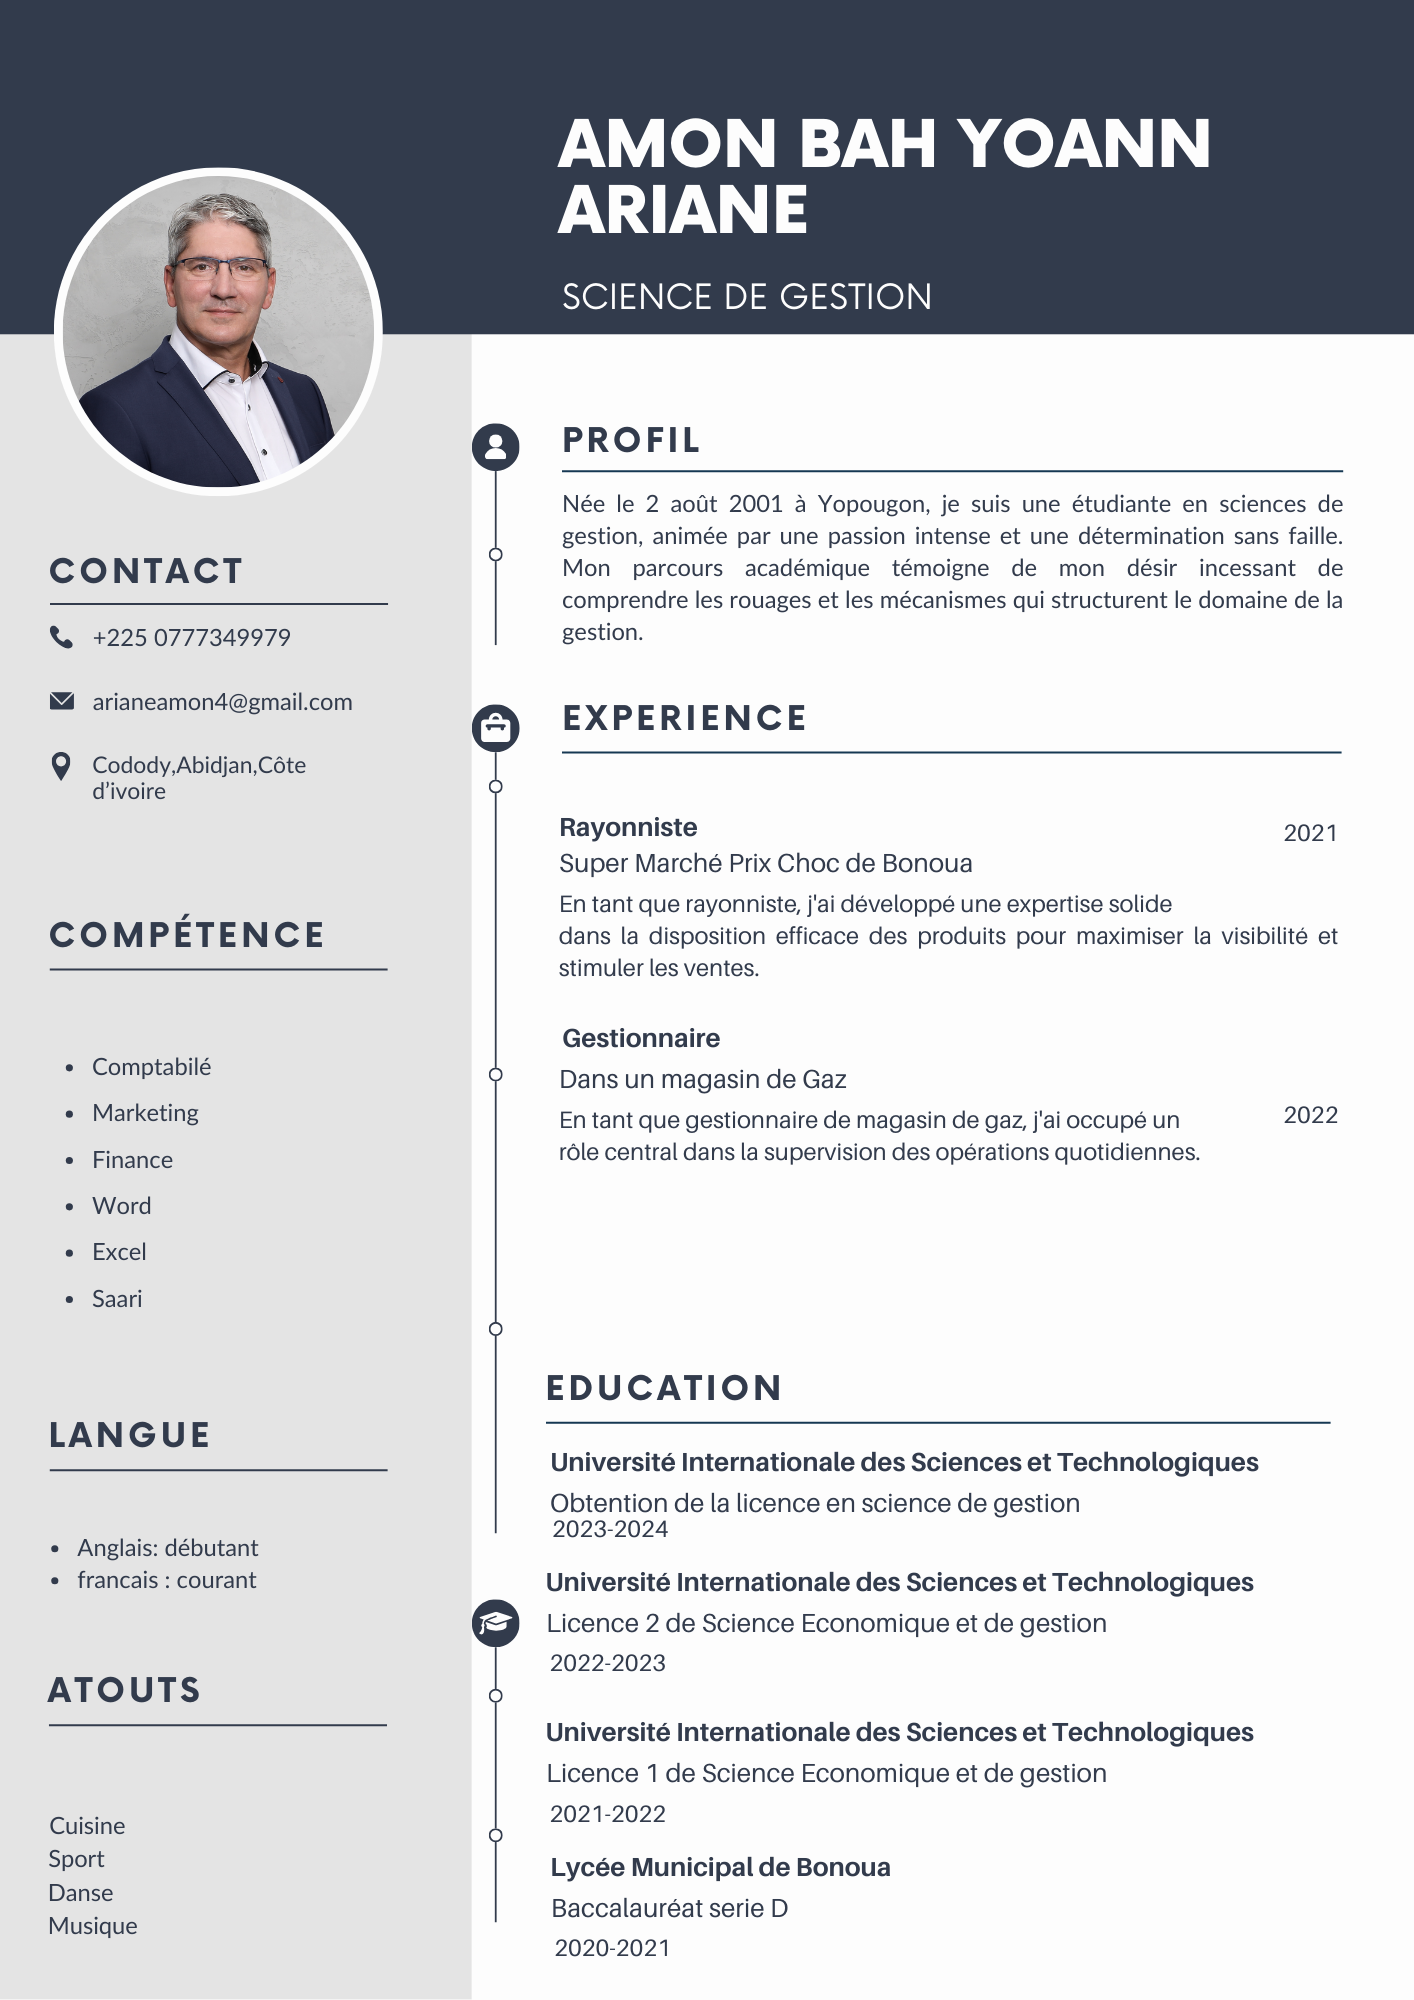 AMON BAH YOANN
ARIANE
SCIENCE DE GESTION
CONTACT
+225 0777349979
arianeamon4@gmail.com
Codody,Abidjan,Côte
d'ivoire
COMPÉTENCE
Comptabilé
Marketing
Finance
Word
Excel
Saari
LANGUE
Anglais: débutant
francais : courant
ATOUTS
Cuisine
Sport
Danse
Musique
PROFIL
Née le 2 août 2001 à Yopougon, je suis une étudiante en sciences de
gestion, animée par une passion intense et une détermination sans faille.
Mon parcours académique témoigne de mon désir incessant de
comprendre les rouages et les mécanismes qui structurent le domaine de la
gestion.
EXPERIENCE
Rayonniste
2021
Super Marché Prix Choc de Bonoua
En tant que rayonniste, j'ai développé une expertise solide
dans la disposition efficace des produits pour maximiser la visibilité et
stimuler les ventes.
Gestionnaire
Dans un magasin de Gaz
En tant que gestionnaire de magasin de gaz, j'ai occupé un
2022
rôle central dans la supervision des opérations quotidiennes.
EDUCATION
Université Internationale des Sciences et Technologiques
Obtention de la licence en science de gestion
2023-2024
Université Internationale des Sciences et Technologiques
Licence 2 de Science Economique et de gestion
2022-2023
Université Internationale des Sciences et Technologiques
Licence 1 de Science Economique et de gestion
2021-2022
Lycée Municipal de Bonoua
Baccalauréat serie D
2020-2021